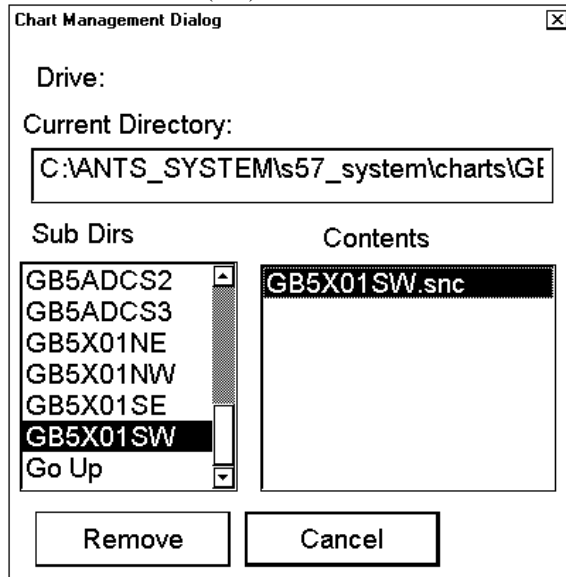 Chart Management Dialog
Drive:
Current Directory:
C:\ANTS_SYSTEM\s57_system\charts\GE
Sub Dirs
Contents
GB5ADCS2
GB5ADCS3
GB5X01NE
GB5X01NW
GB5X01SE
GB5X01SW
Go Up
GB5X01SW.snc
Remove
Cancel